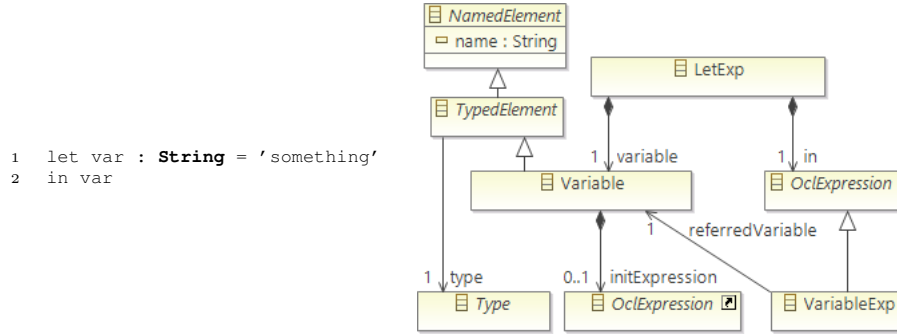 1 let var : String = 'something'
2 in var
NamedElement
name : String
LetExp
TypedElement
1 variable
1 in
Variable
OclExpression
1 referredVariable
1 type
0..1 initExpression
Type
OclExpression
VariableExp